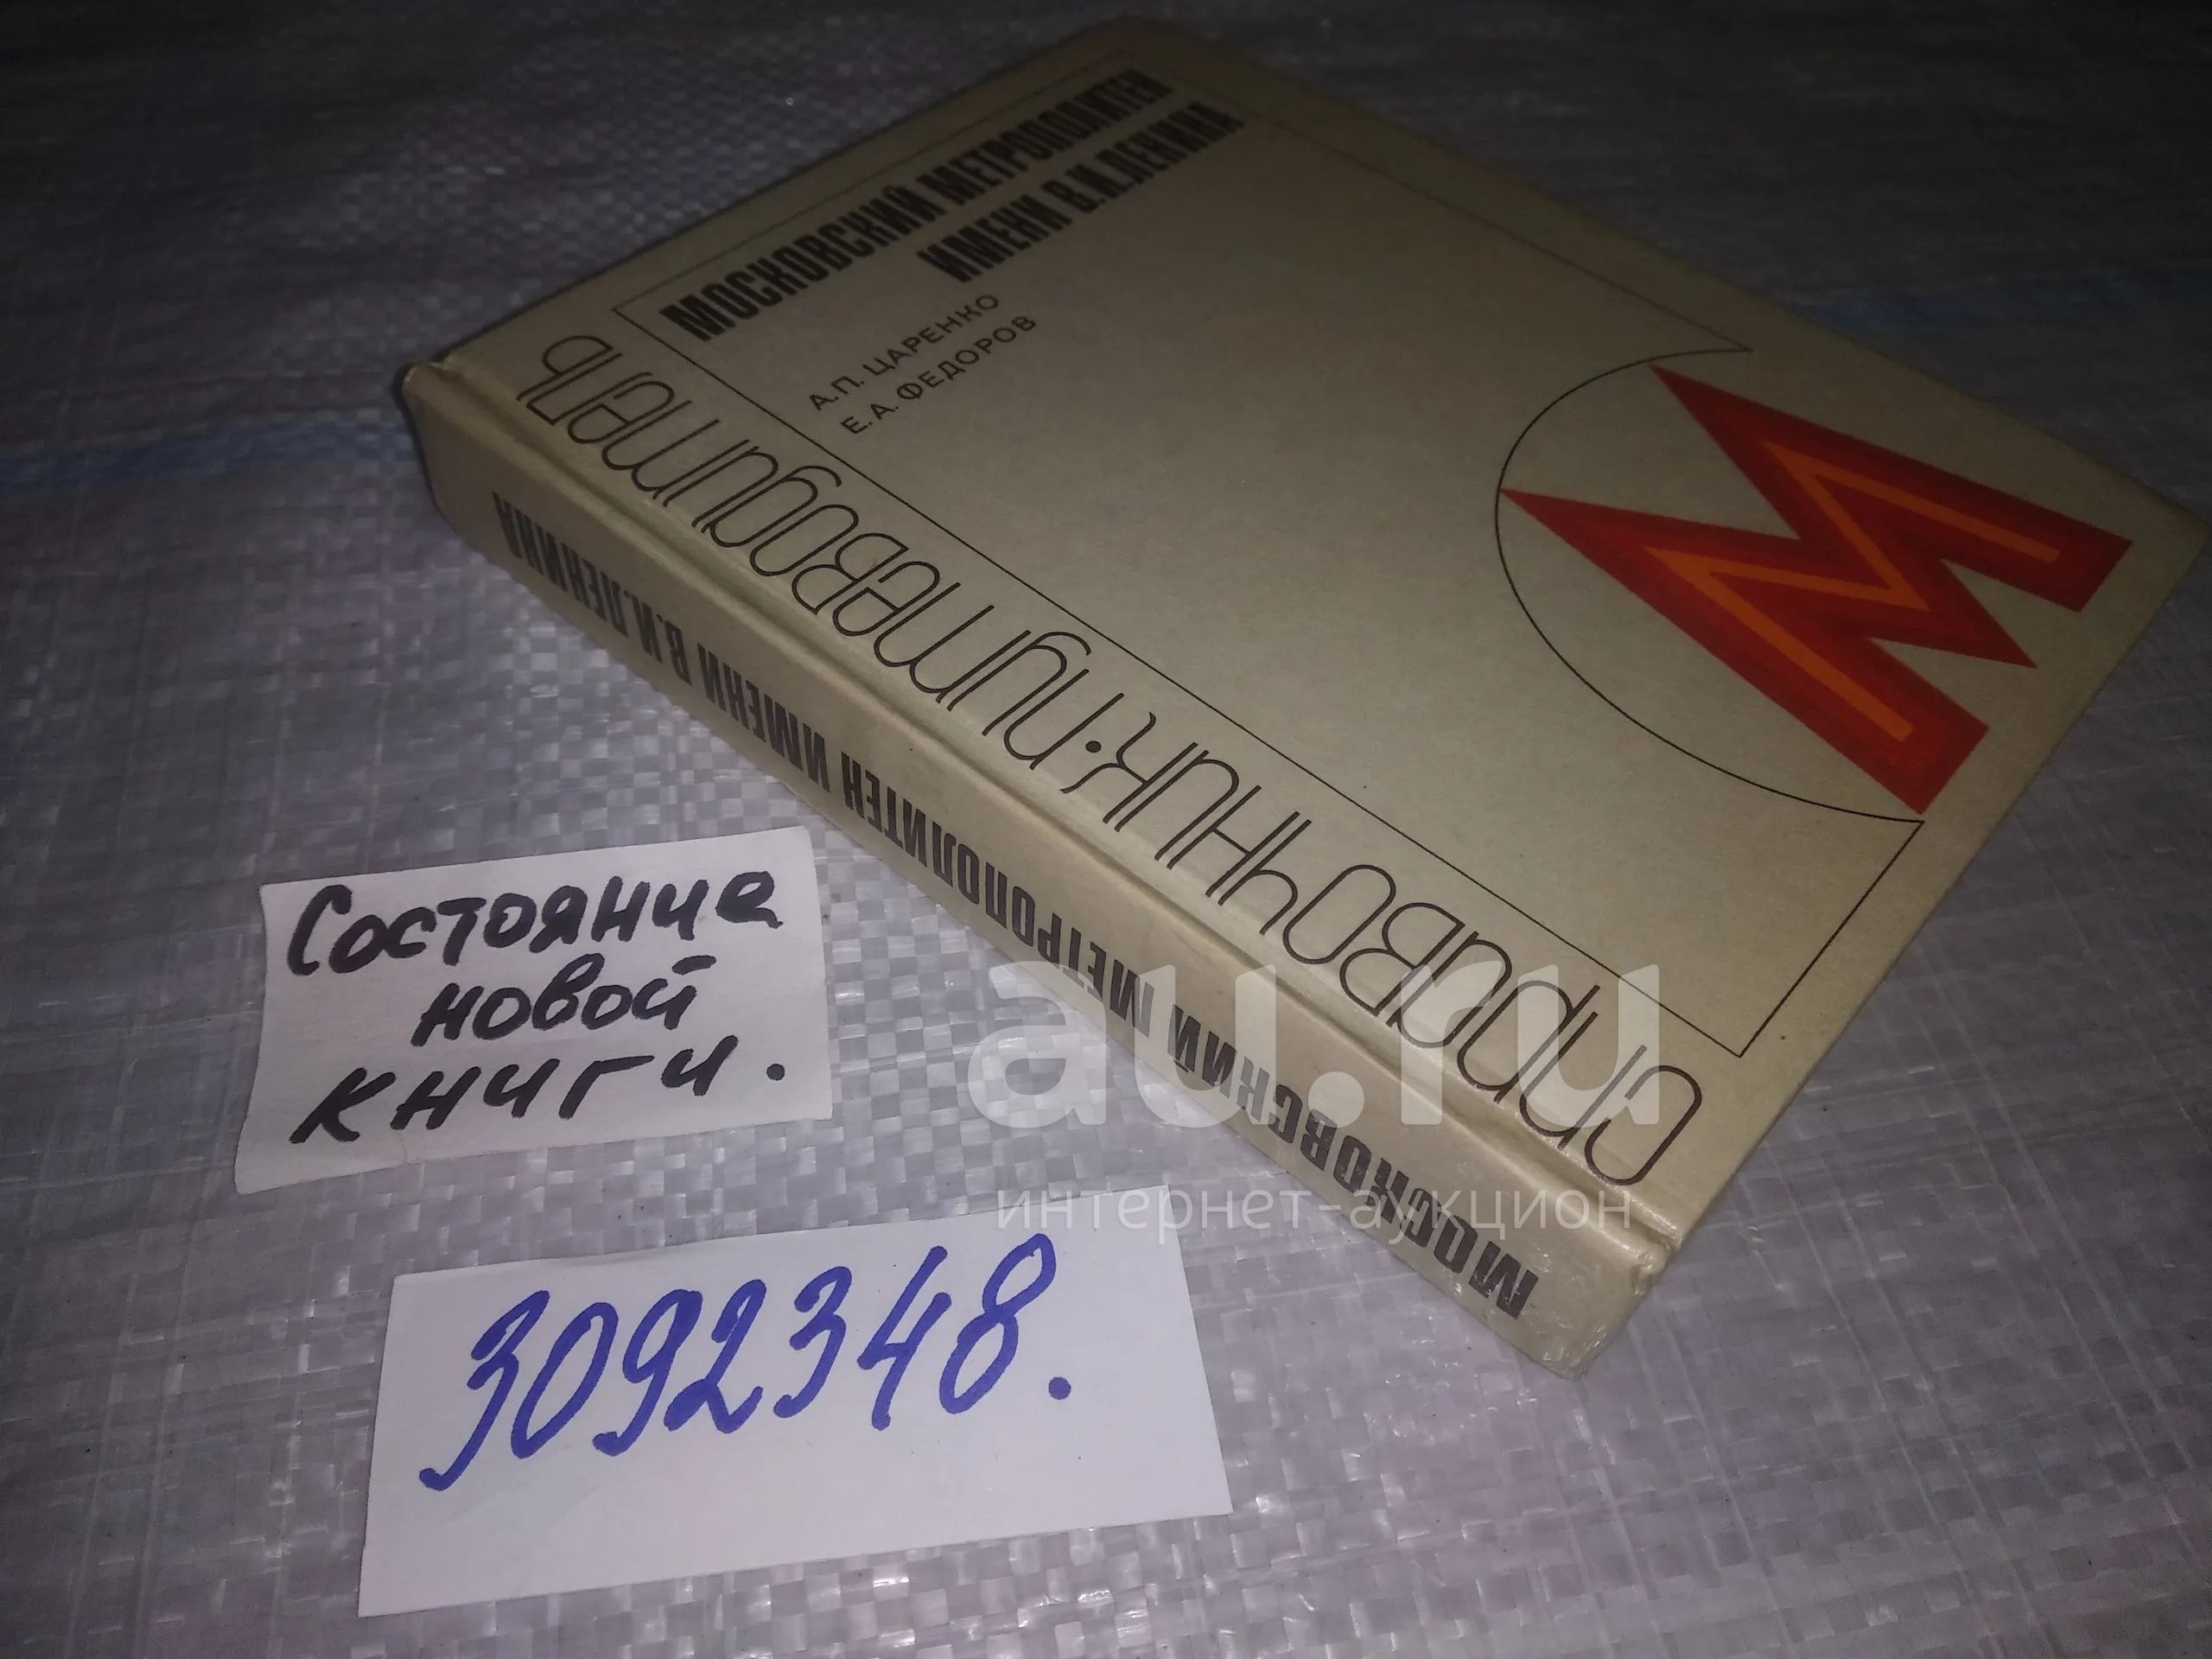 МОСКОВСКИЙ МЕТРОПОЛИТЕН
ИМЕНИ В.И.ЛЕНИНА
А.П. ЦАРЕНКО
Е.А. ФЕДОРОВ
справочник·путеводитель
М
МОСКОВСКИЙ МЕТРОПОЛИТЕН ИМЕНИ В.И.ЛЕНИНА
Состояние
новой
книги.
3092348.
au.ru
интернет-аукцион